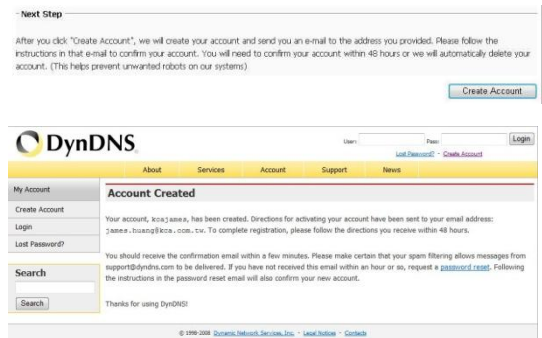 Next Step
After you click "Create Account", we will create your account and send you an e-mail to the address you provided. Please follow the
instructions in that e-mail to confirm your account. You will need to confirm your account within 48 hours or we will automatically delete your
account. (This helps prevent unwanted robots on our systems)
Create Account
DynDNS
User: Pass: Login
Lost Password? - Create Account
About Services Account Support News
My Account
Create Account
Login
Lost Password?
Search
Search
Account Created
Your account, kcajames, has been created. Directions for activating your account have been sent to your email address:
james.huang@kca.com.tw. To complete registration, please follow the directions you receive within 48 hours.
You should receive the confirmation email within a few minutes. Please make certain that your spam filtering allows messages from
support@dyndns.com to be delivered. If you have not received this email within an hour or so, request a password reset. Following
the instructions in the password reset email will also confirm your new account.
Thanks for using DynDNS!
© 1998-2008 Dynamic Network Services, Inc. - Legal Notices - Contacts